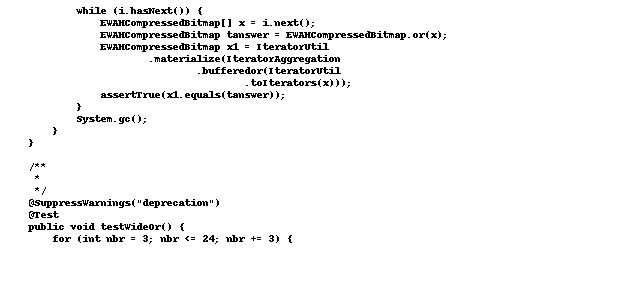 while (i.hasNext()) {
EWAHCompressedBitmap[] x = i.next();
EWAHCompressedBitmap tanswer = EWAHCompressedBitmap.or(x);
EWAHCompressedBitmap x1 = IteratorUtil
.materialize(IteratorAggregation
.bufferedor(IteratorUtil
.toIterators(x)));
assertTrue(x1.equals(tanswer));
}
System.gc();
}
}
/**
*
*/
@SuppressWarnings("deprecation")
@Test
public void testWideOr() {
for (int nbr = 3; nbr <= 24; nbr += 3) {